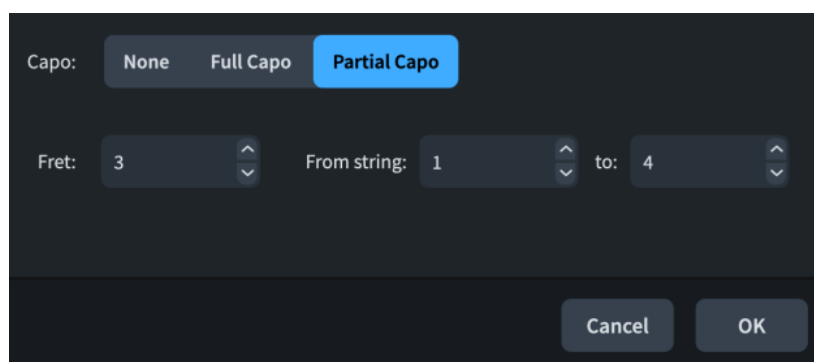 Capo: None Full Capo Partial Capo
Fret: 3 From string: 1 to: 4
Cancel OK